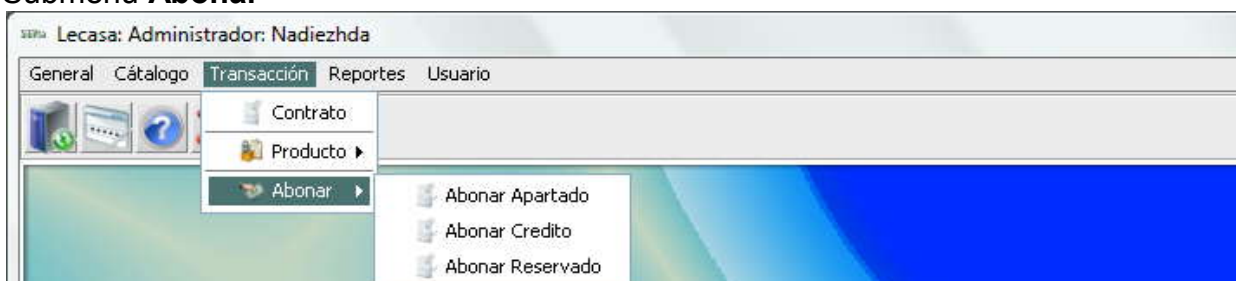 Submenú Abonar
Lecasa: Administrador: Nadiezhda
General Cátalogo Transacción Reportes Usuario
Contrato
Producto
Abonar
Abonar Apartado
Abonar Credito
Abonar Reservado